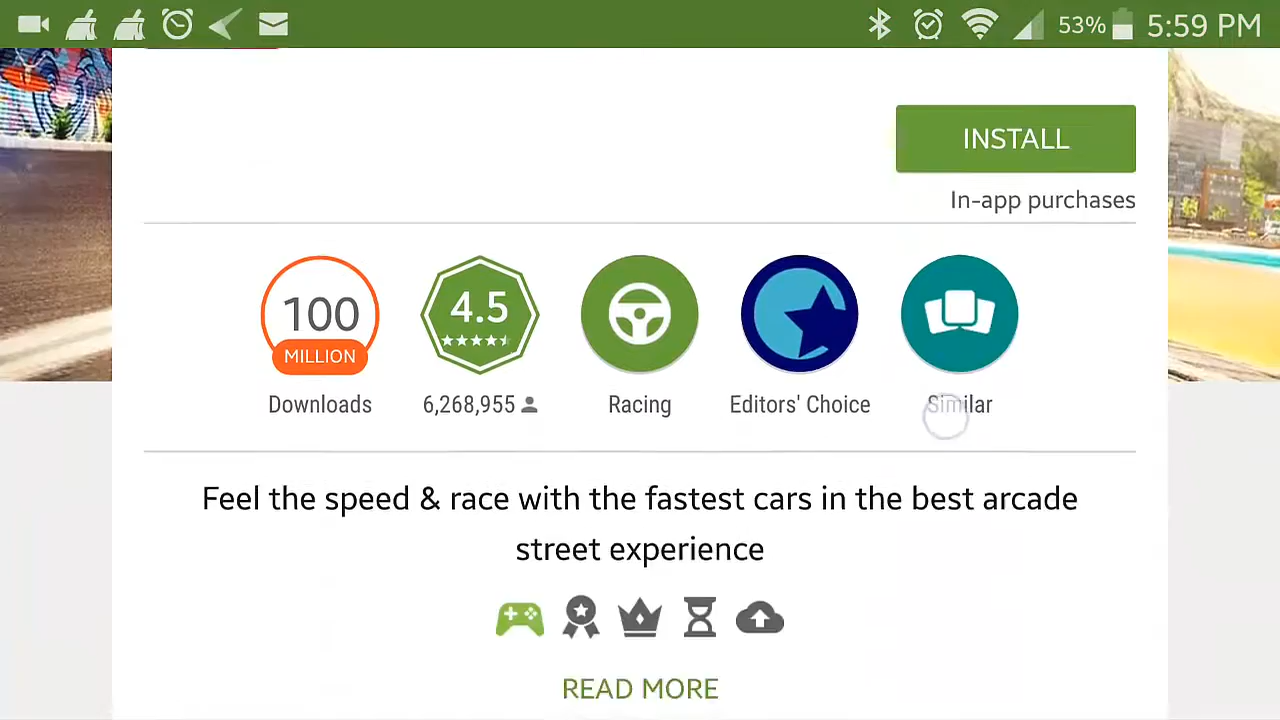 53% 5:59 PM
INSTALL
In-app purchases
100
MILLION
4.5
Downloads
6,268,955
Racing
Editors' Choice
Similar
Feel the speed & race with the fastest cars in the best arcade
street experience
READ MORE